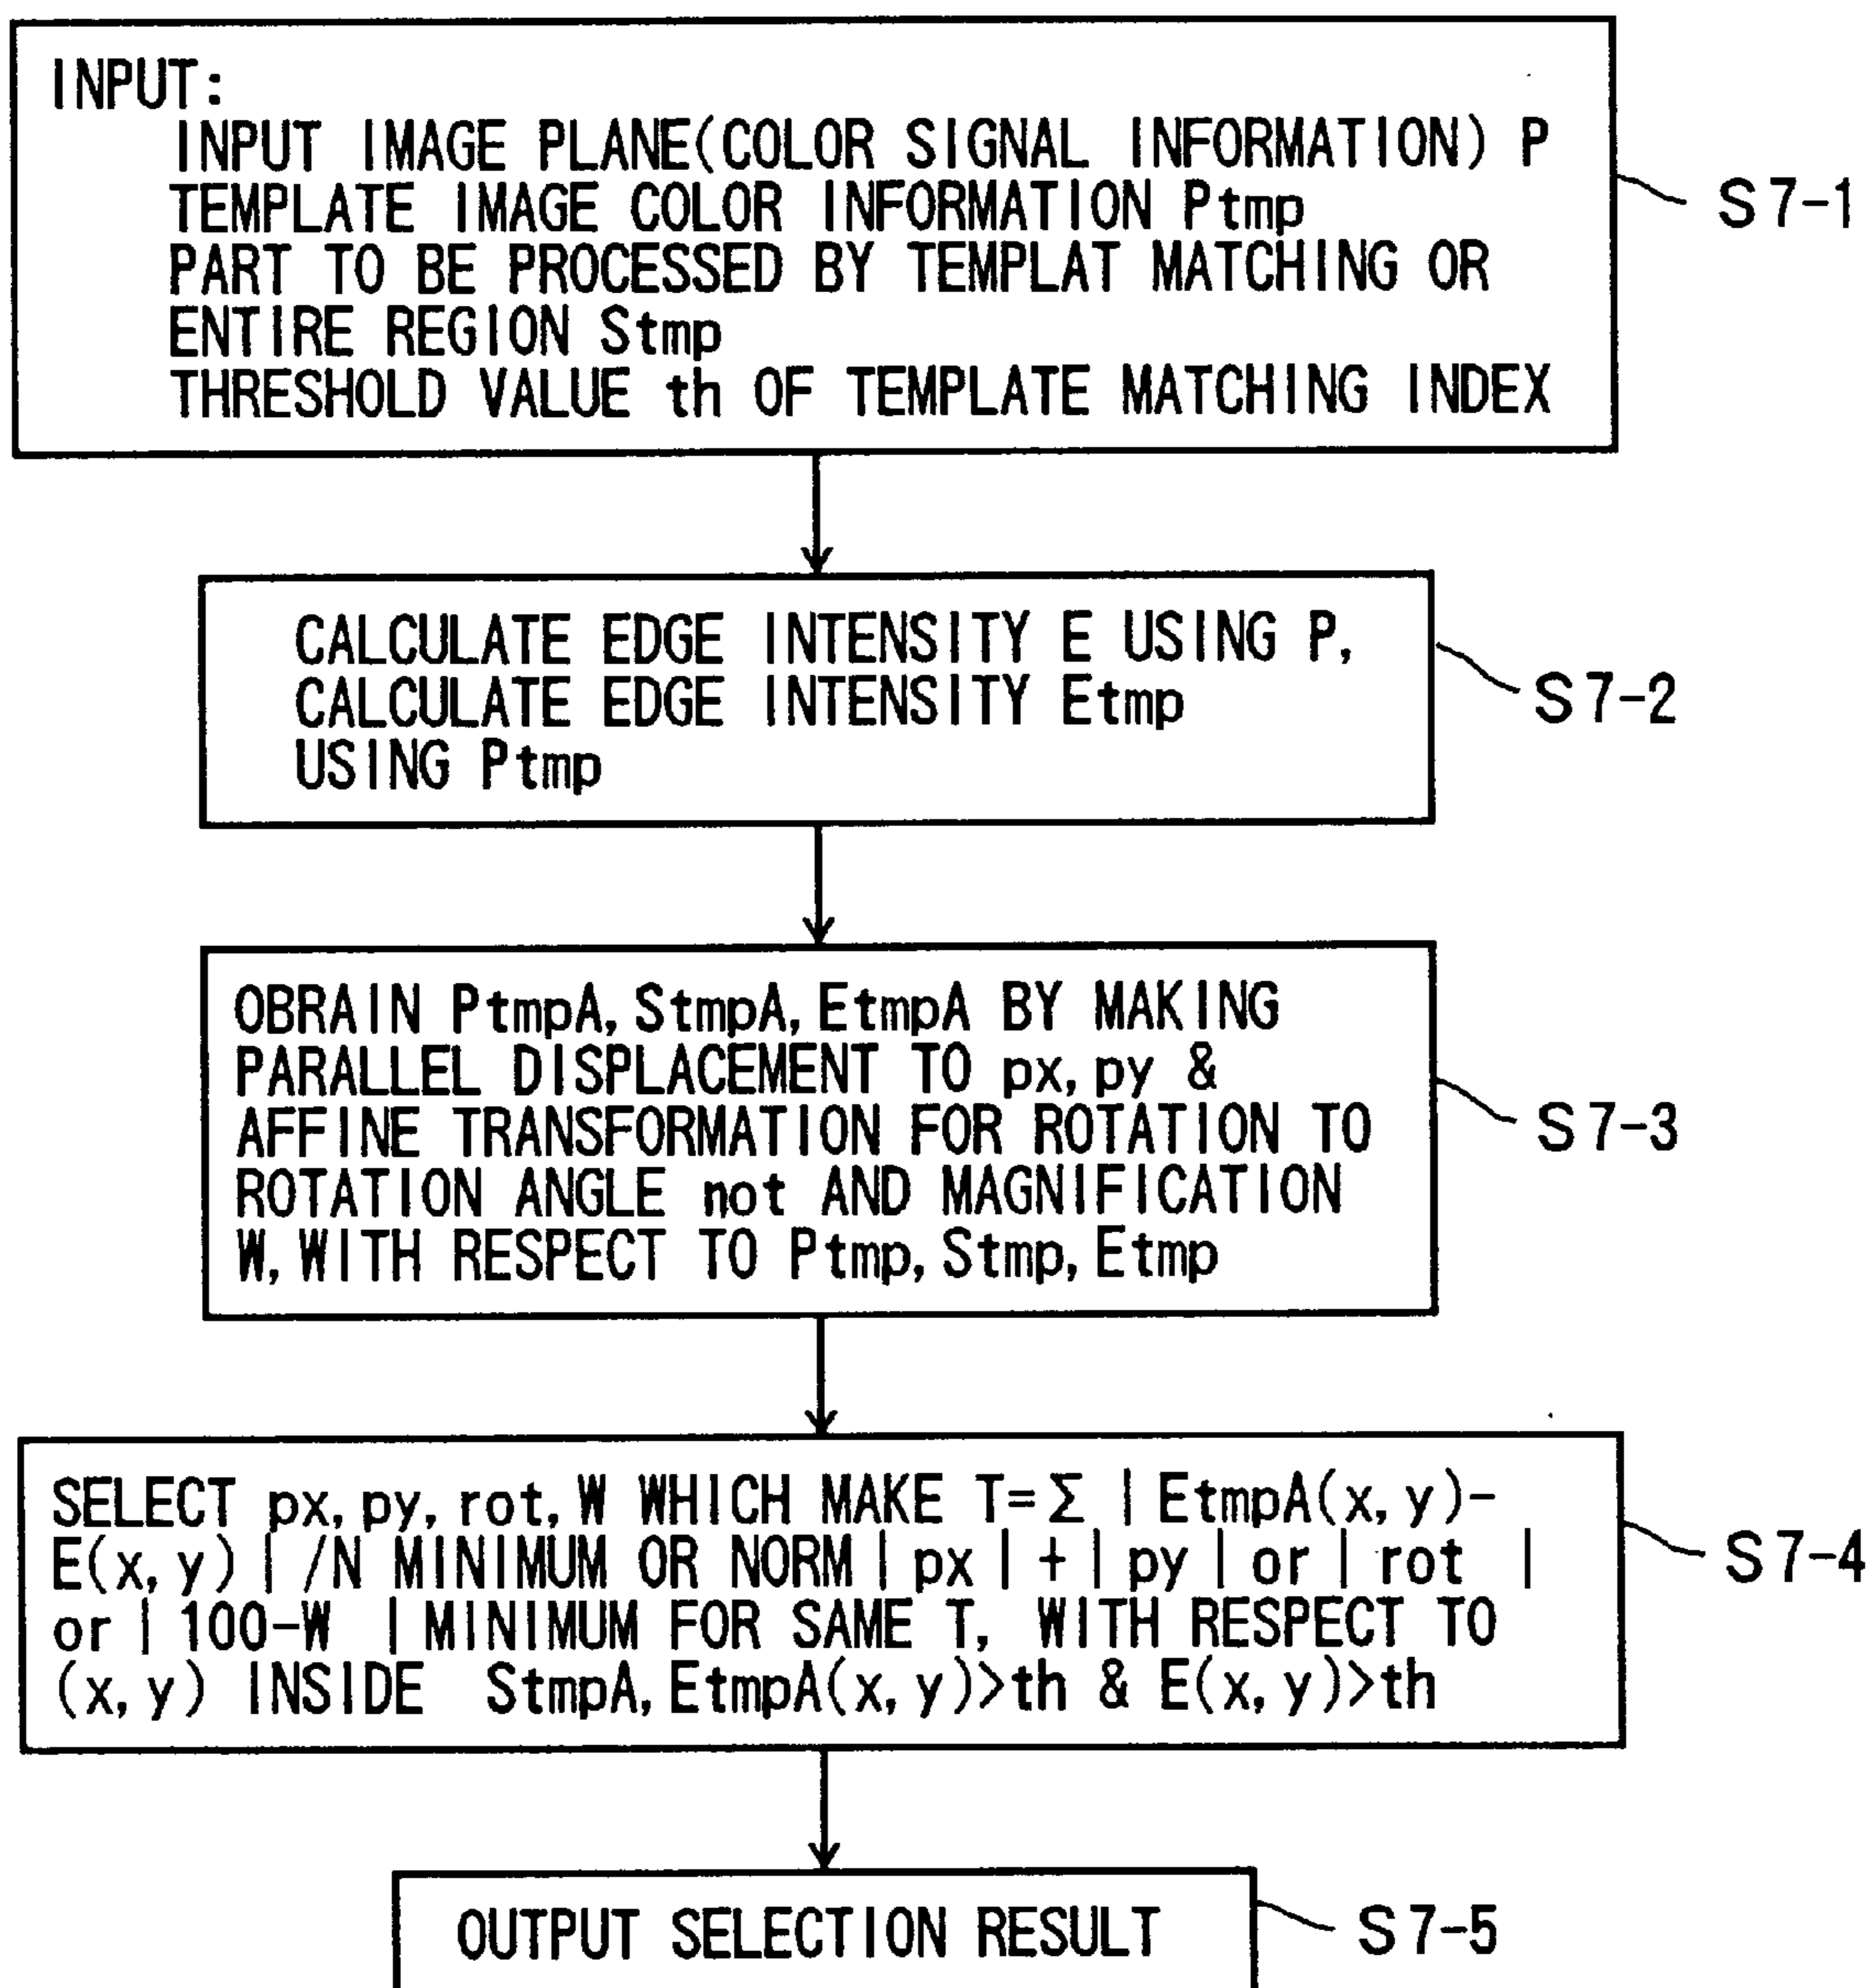 INPUT:
INPUT IMAGE PLANE(COLOR SIGNAL INFORMATION) P
TEMPLATE IMAGE COLOR INFORMATION Ptmp
PART TO BE PROCESSED BY TEMPLAT MATCHING OR
ENTIRE REGION Stmp
THRESHOLD VALUE th OF TEMPLATE MATCHING INDEX
S7-1
CALCULATE EDGE INTENSITY E USING P,
CALCULATE EDGE INTENSITY Etmp
USING Ptmp
S7-2
OBRAIN PtmpA, StmpA, EtmpA BY MAKING
PARALLEL DISPLACEMENT TO px, py &
AFFINE TRANSFORMATION FOR ROTATION TO
ROTATION ANGLE not AND MAGNIFICATION
W, WITH RESPECT TO Ptmp, Stmp, Etmp
S7-3
SELECT px, py, rot, W WHICH MAKE T=Σ | EtmpA(x, y)-
E(x, y) | /N MINIMUM OR NORM | px | + | py | or | rot |
or | 100-W | MINIMUM FOR SAME T, WITH RESPECT TO
(x, y) INSIDE StmpA, EtmpA(x, y)>th & E(x, y)>th
S7-4
OUTPUT SELECTION RESULT
S7-5